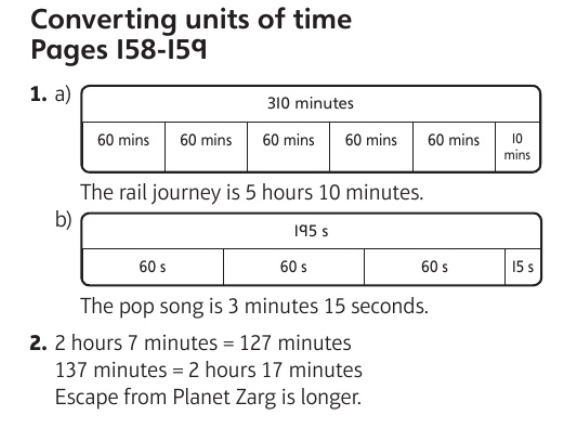 Converting units of time
Pages 158-159
1. a)
310 minutes
60 mins 60 mins 60 mins 60 mins 60 mins 10 mins
The rail journey is 5 hours 10 minutes.
b)
195 s
60 s 60 s 60 s 15 s
The pop song is 3 minutes 15 seconds.
2. 2 hours 7 minutes = 127 minutes
137 minutes = 2 hours 17 minutes
Escape from Planet Zarg is longer.